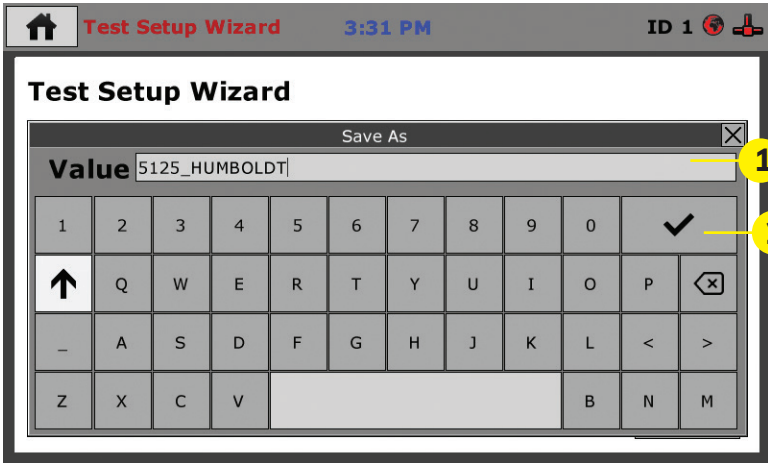 Test Setup Wizard 3:31 PM ID 1
Test Setup Wizard
Save As
Value 5125_HUMBOLDT
1
1 2 3 4 5 6 7 8 9 0
Q W E R T Y U I O P
_ A S D F G H J K L < >
Z X C V B N M